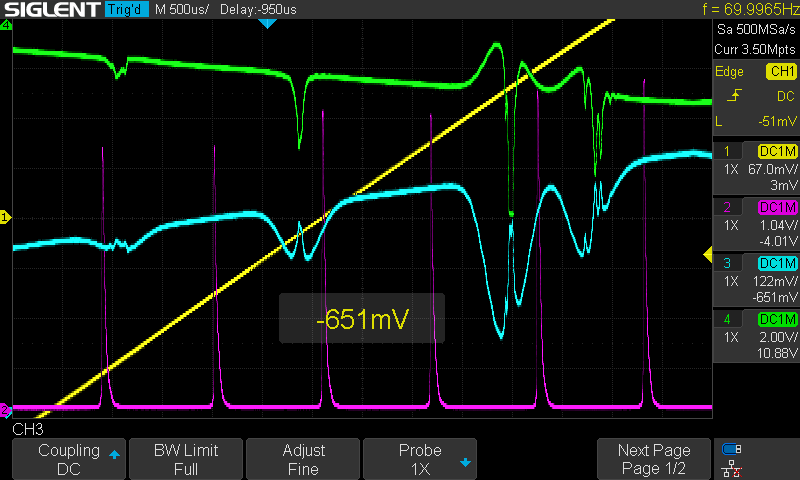 SIGLENT Trig'd M 500us/ Delay:-950us f = 69.9965Hz
Sa 500MSa/s
Curr 3.50Mpts
Edge CH1
DC
L -51mV
1 DC1M
1X 67.0mV/
3mV
2 DC1M
1X 1.04V/
-4.01V
3 DC1M
1X 122mV/
-651mV
4 DC1M
1X 2.00V/
10.88V
4
1
2
-651mV
CH3
Coupling
DC
BW Limit
Full
Adjust
Fine
Probe
1X
Next Page
Page 1/2